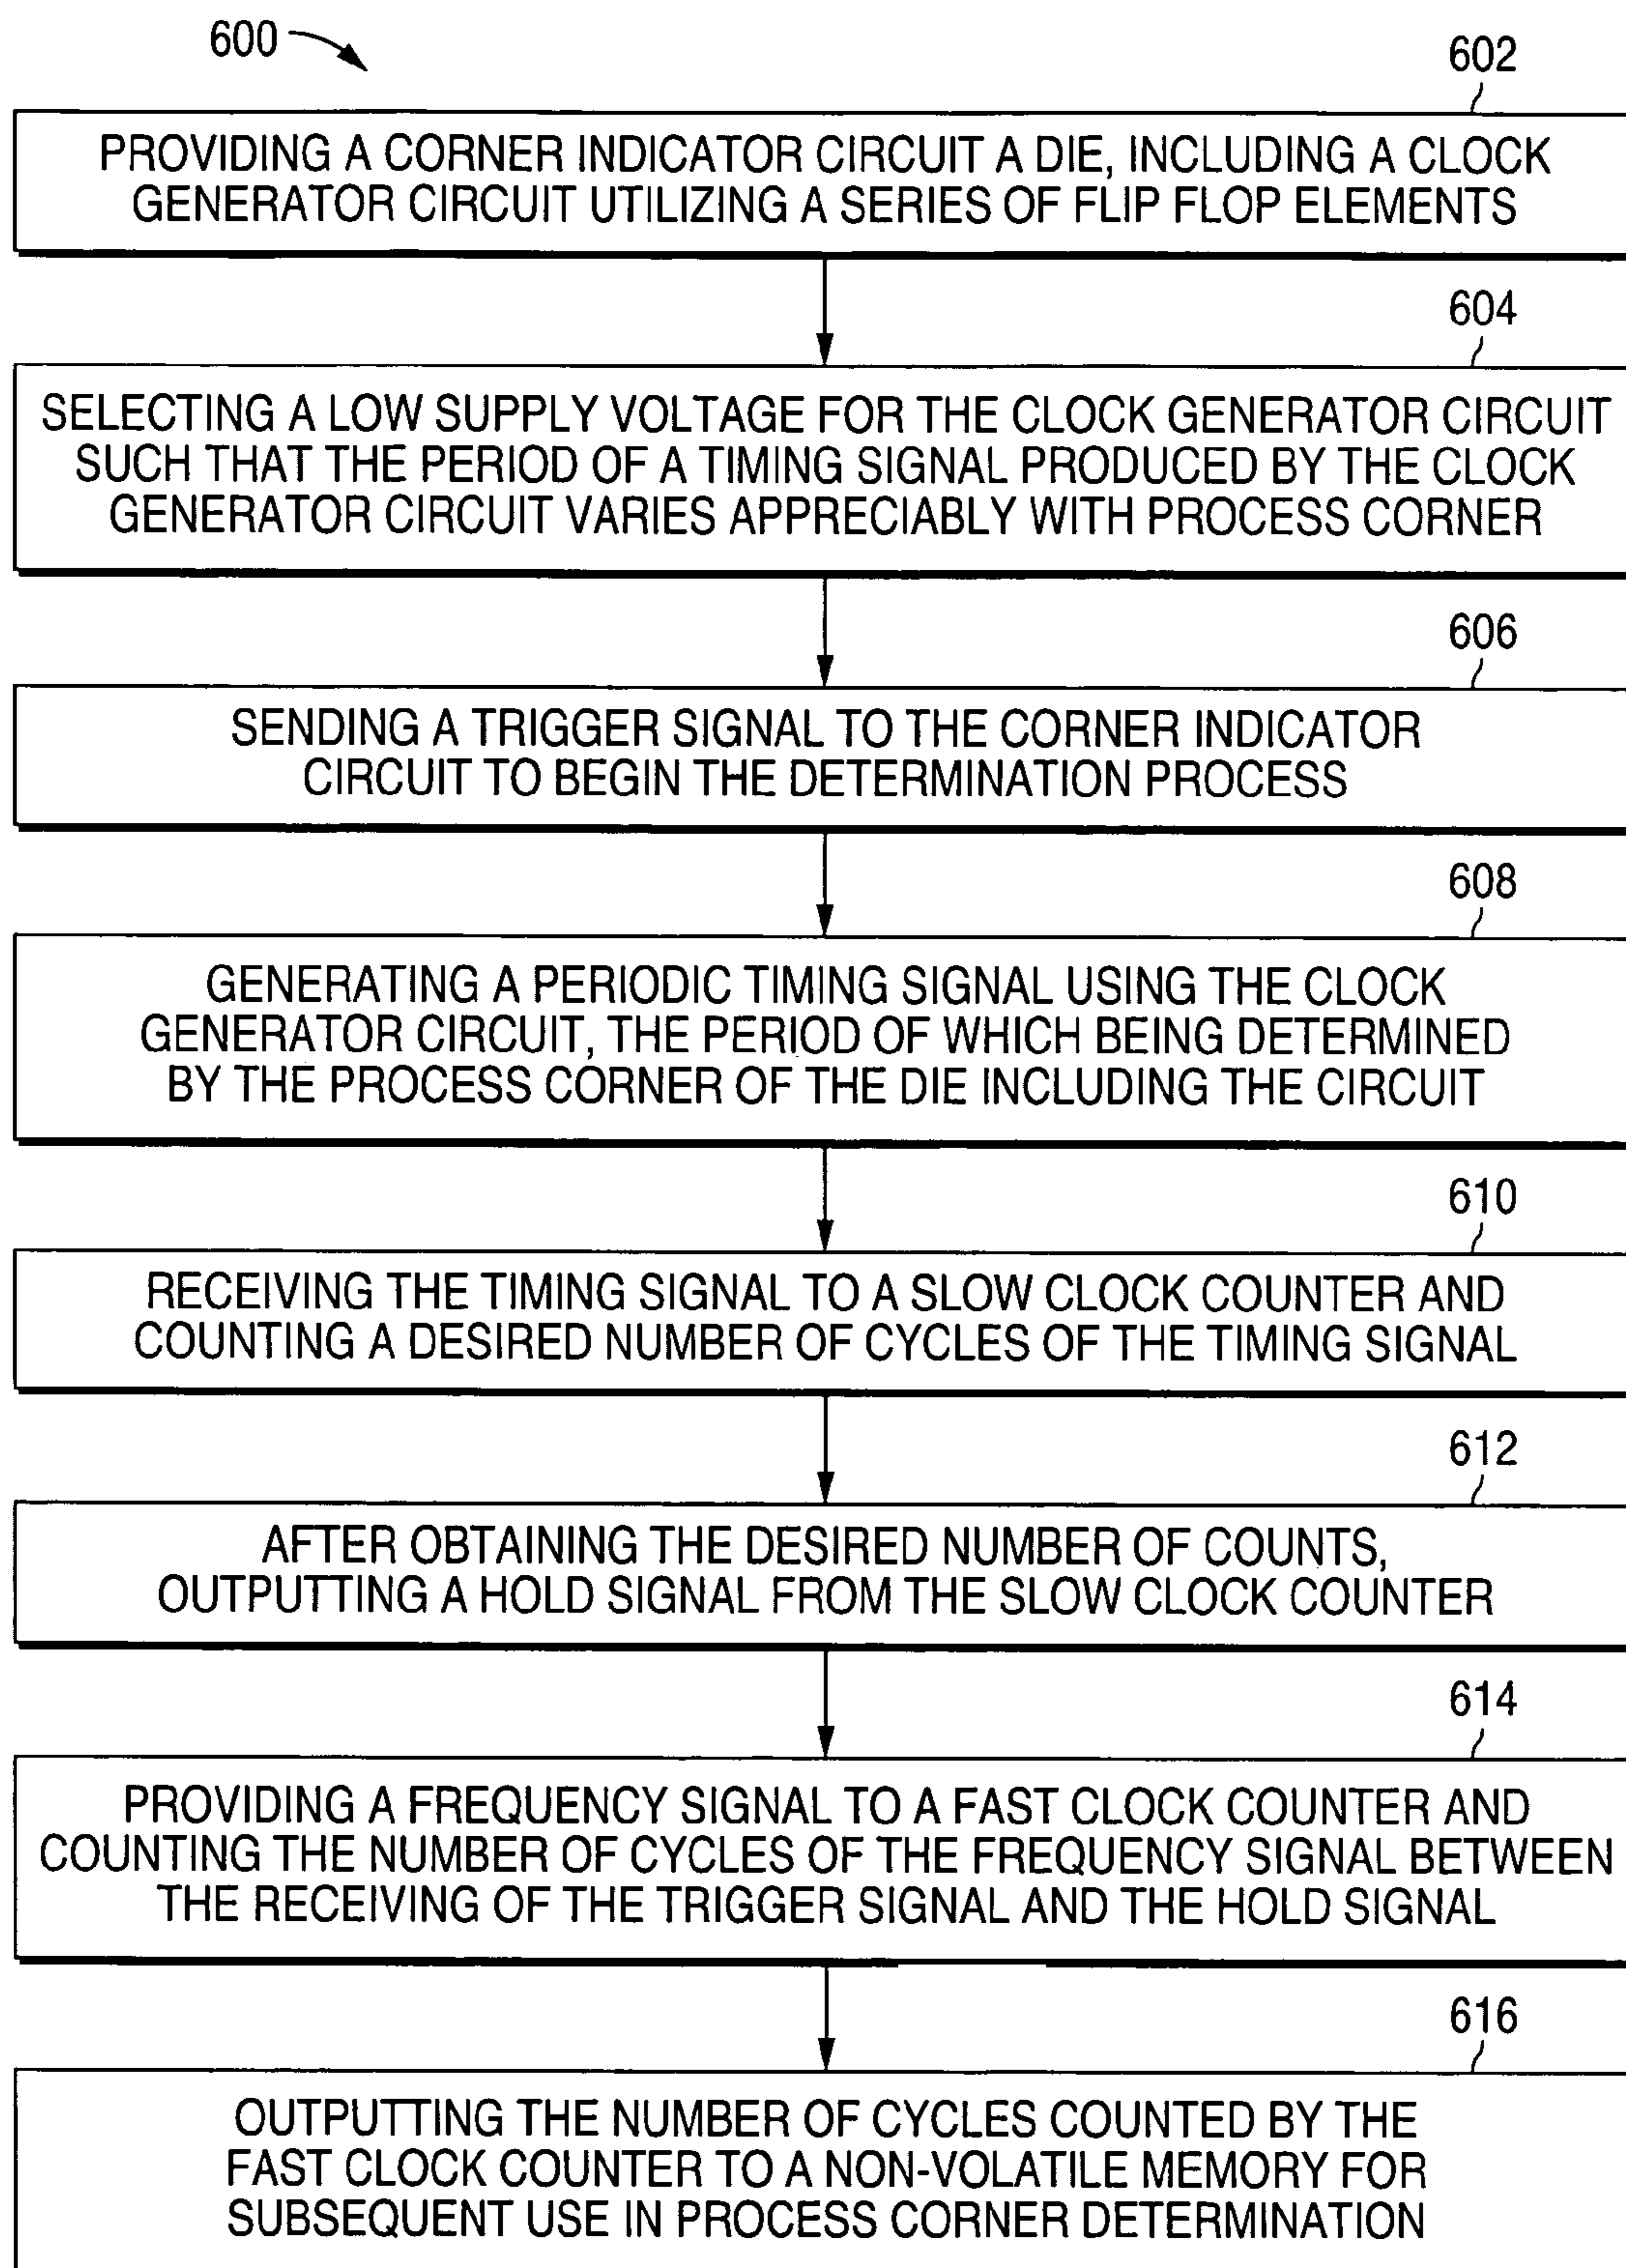 600
602
PROVIDING A CORNER INDICATOR CIRCUIT A DIE, INCLUDING A CLOCK
GENERATOR CIRCUIT UTILIZING A SERIES OF FLIP FLOP ELEMENTS
604
SELECTING A LOW SUPPLY VOLTAGE FOR THE CLOCK GENERATOR CIRCUIT
SUCH THAT THE PERIOD OF A TIMING SIGNAL PRODUCED BY THE CLOCK
GENERATOR CIRCUIT VARIES APPRECIABLY WITH PROCESS CORNER
606
SENDING A TRIGGER SIGNAL TO THE CORNER INDICATOR
CIRCUIT TO BEGIN THE DETERMINATION PROCESS
608
GENERATING A PERIODIC TIMING SIGNAL USING THE CLOCK
GENERATOR CIRCUIT, THE PERIOD OF WHICH BEING DETERMINED
BY THE PROCESS CORNER OF THE DIE INCLUDING THE CIRCUIT
610
RECEIVING THE TIMING SIGNAL TO A SLOW CLOCK COUNTER AND
COUNTING A DESIRED NUMBER OF CYCLES OF THE TIMING SIGNAL
612
AFTER OBTAINING THE DESIRED NUMBER OF COUNTS,
OUTPUTTING A HOLD SIGNAL FROM THE SLOW CLOCK COUNTER
614
PROVIDING A FREQUENCY SIGNAL TO A FAST CLOCK COUNTER AND
COUNTING THE NUMBER OF CYCLES OF THE FREQUENCY SIGNAL BETWEEN
THE RECEIVING OF THE TRIGGER SIGNAL AND THE HOLD SIGNAL
616
OUTPUTTING THE NUMBER OF CYCLES COUNTED BY THE
FAST CLOCK COUNTER TO A NON-VOLATILE MEMORY FOR
SUBSEQUENT USE IN PROCESS CORNER DETERMINATION